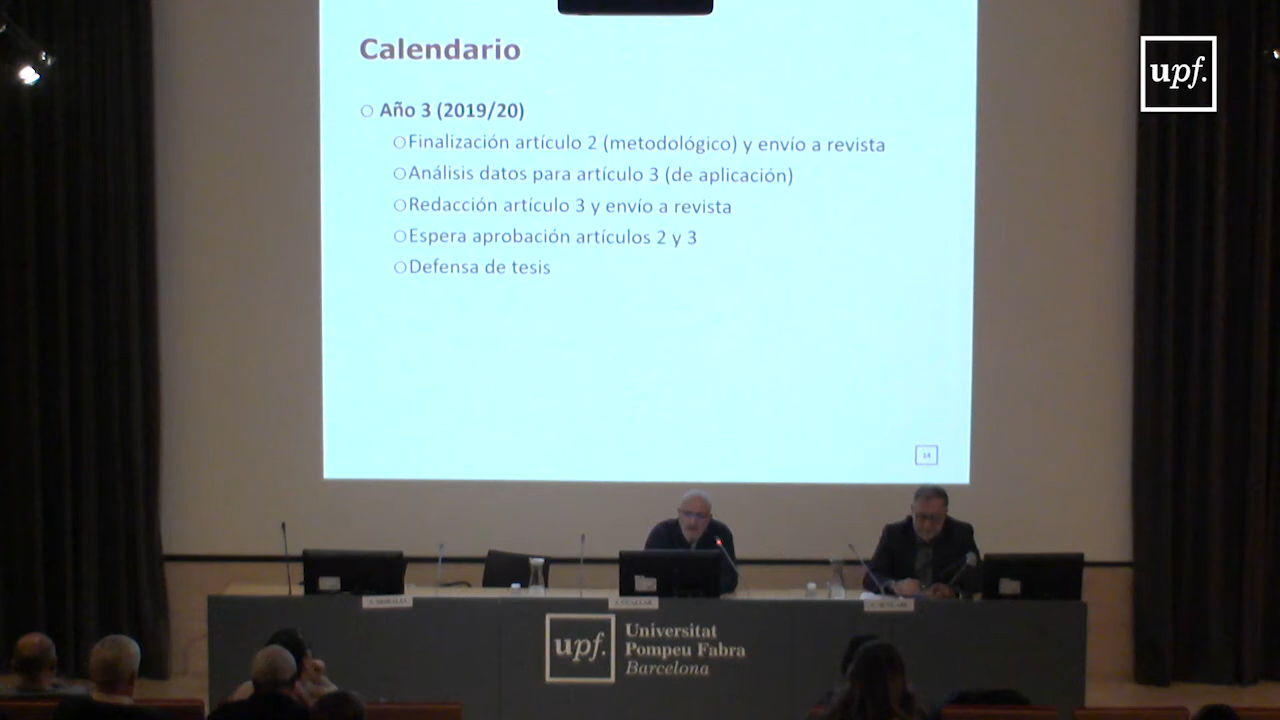 upf.
Calendario
Año 3 (2019/20)
Finalización artículo 2 (metodológico) y envío a revista
Análisis datos para artículo 3 (de aplicación)
Redacción artículo 3 y envío a revista
Espera aprobación artículos 2 y 3
Defensa de tesis
14
upf.
Universitat
Pompeu Fabra
Barcelona